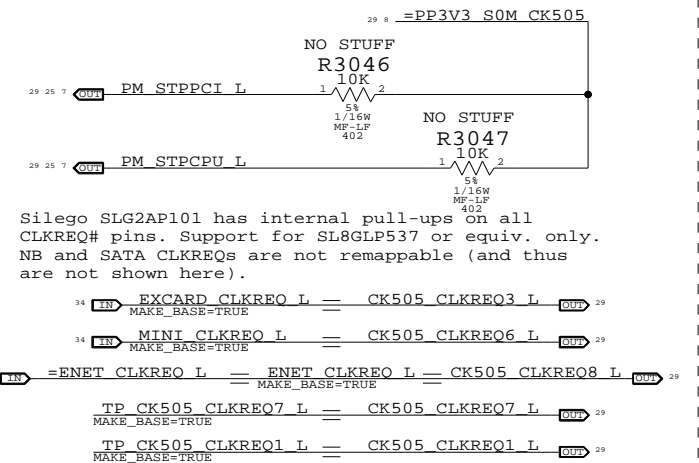 29 8 =PP3V3_S0M_CK505
NO STUFF
R3046
10K
1 2
5%
1/16W
MF-LF
402
29 25 7 OUT PM_STPPCI_L
NO STUFF
R3047
10K
1 2
5%
1/16W
MF-LF
402
29 25 7 OUT PM_STPCPU_L
Silego SLG2AP101 has internal pull-ups on all
CLKREQ# pins. Support for SL8GLP537 or equiv. only.
NB and SATA CLKREQs are not remappable (and thus
are not shown here).
34 IN EXCARD_CLKREQ_L CK505_CLKREQ3_L OUT 29
MAKE_BASE=TRUE
34 IN MINI_CLKREQ_L CK505_CLKREQ6_L OUT 29
MAKE_BASE=TRUE
IN =ENET_CLKREQ_L ENET_CLKREQ_L CK505_CLKREQ8_L OUT 29
MAKE_BASE=TRUE
TP_CK505_CLKREQ7_L CK505_CLKREQ7_L OUT 29
MAKE_BASE=TRUE
TP_CK505_CLKREQ1_L CK505_CLKREQ1_L OUT 29
MAKE_BASE=TRUE